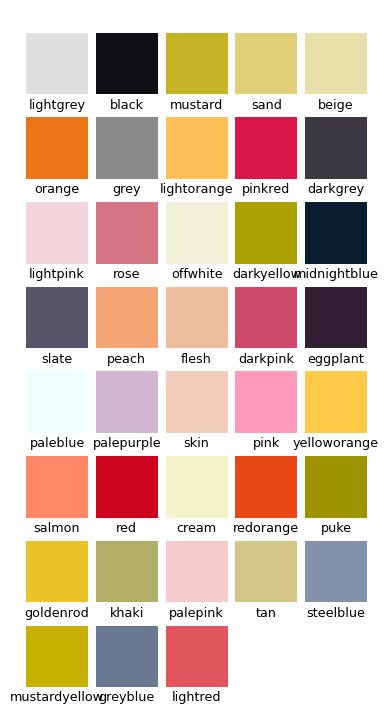 lightgrey black mustard sand beige
orange grey lightorange pinkred darkgrey
lightpink rose offwhite darkyellow midnightblue
slate peach flesh darkpink eggplant
paleblue palepurple skin pink yelloworange
salmon red cream redorange puke
goldenrod khaki palepink tan steelblue
mustardyellow greyblue lightred